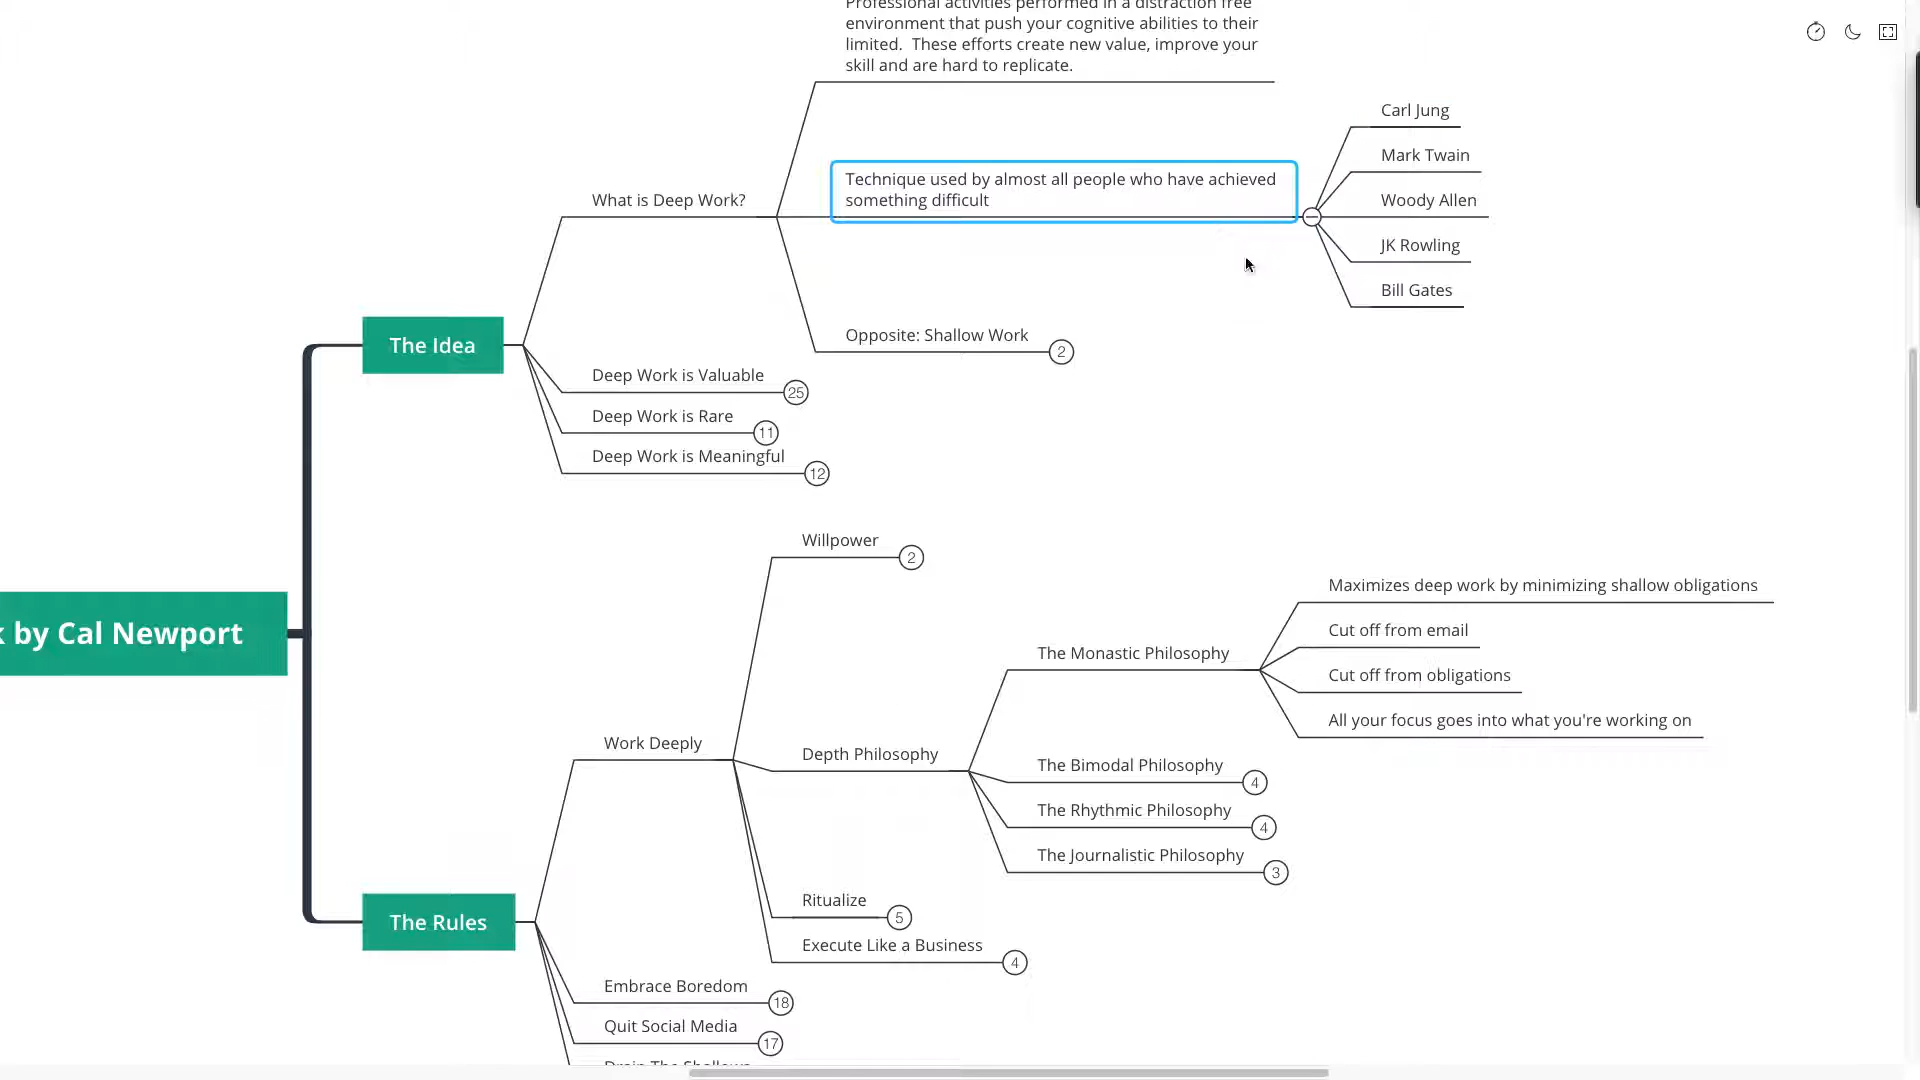 Professional activities performed in a distraction free
environment that push your cognitive abilities to their
limited.  These efforts create new value, improve your
skill and are hard to replicate.
Carl Jung
Mark Twain
Technique used by almost all people who have achieved
something difficult
What is Deep Work?
Woody Allen
JK Rowling
Bill Gates
Opposite: Shallow Work
2
The Idea
Deep Work is Valuable
25
Deep Work is Rare
11
Deep Work is Meaningful
12
Willpower
2
Maximizes deep work by minimizing shallow obligations
Cut off from email
by Cal Newport
The Monastic Philosophy
Cut off from obligations
All your focus goes into what you're working on
Work Deeply
Depth Philosophy
The Bimodal Philosophy
4
The Rhythmic Philosophy
4
The Journalistic Philosophy
3
Ritualize
5
The Rules
Execute Like a Business
4
Embrace Boredom
18
Quit Social Media
17
Drain The Shallows